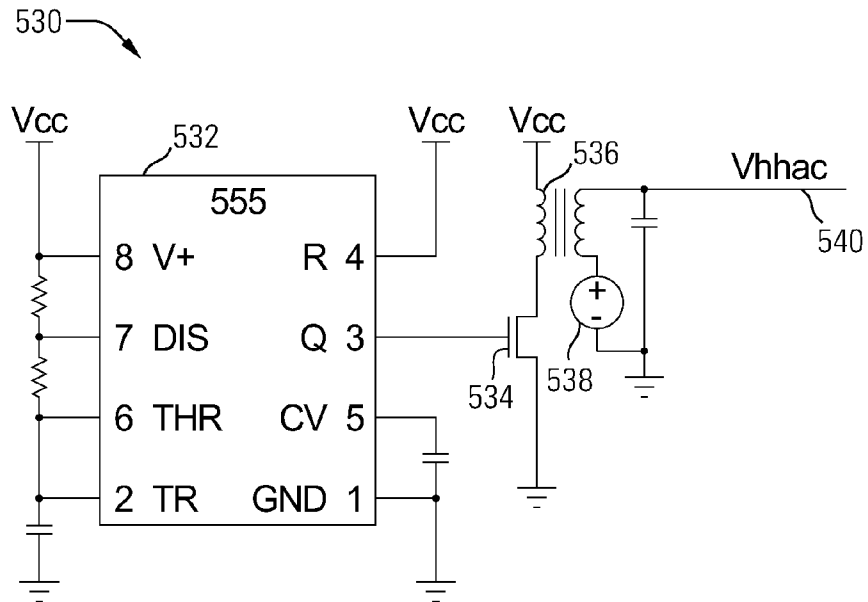 530
Vcc
532
Vcc
Vcc
536
Vhhac
540
555
8 V+ R 4
7 DIS Q 3
534
+
-
538
6 THR CV 5
2 TR GND 1